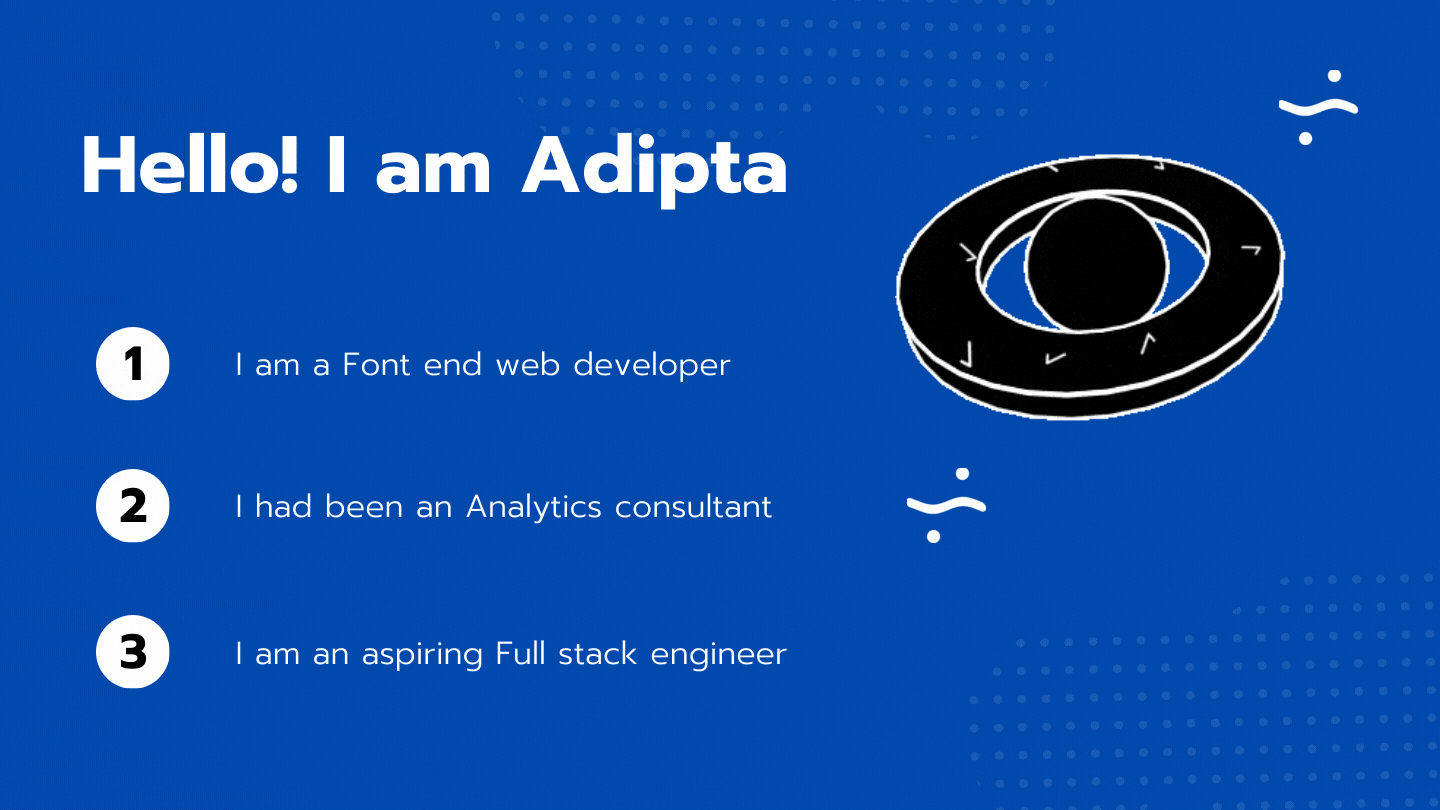 Hello! I am Adipta
1 I am a Font end web developer
2 I had been an Analytics consultant
3 I am an aspiring Full stack engineer